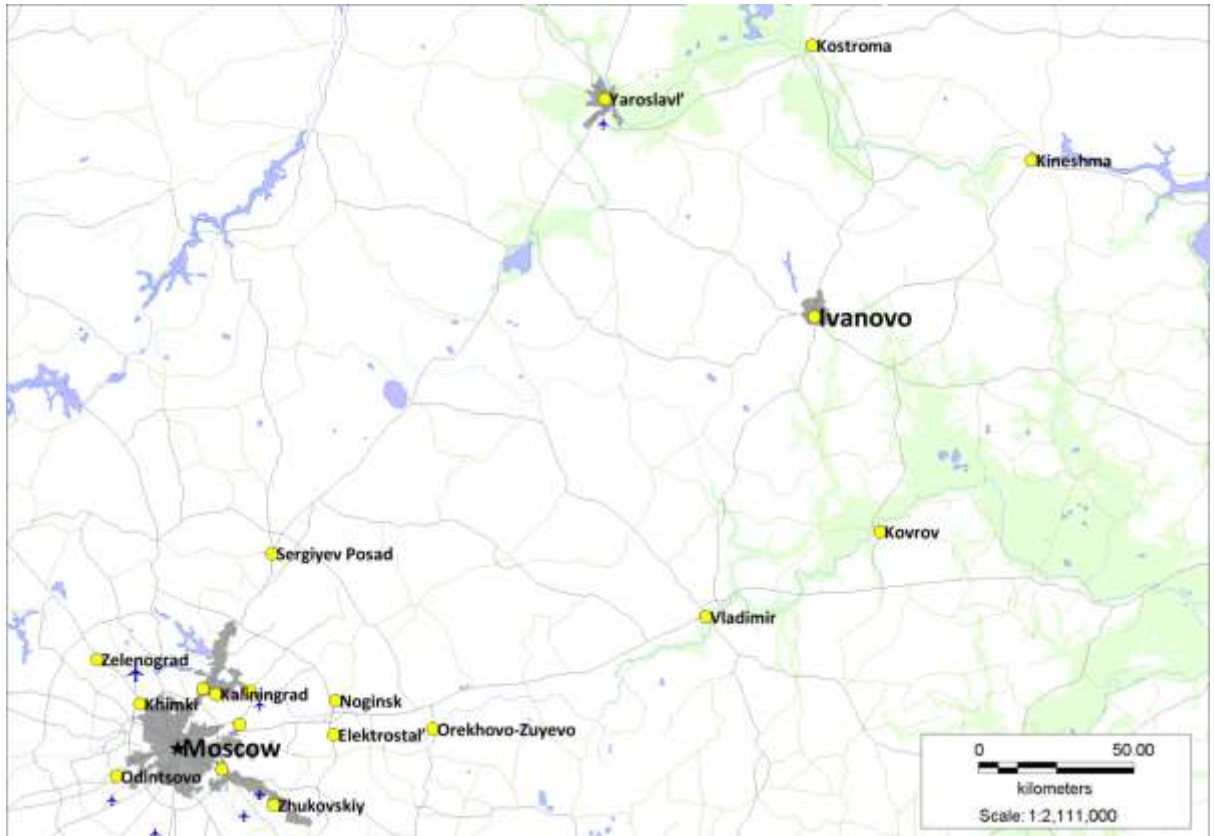 Kostroma
Yaroslavl'
Kineshma
Ivanovo
Kovrov
Sergiyev Posad
Vladimir
Zelenograd
Kaliningrad
Khimki
Noginsk
Orekhovo-Zuyevo
Elektrostal'
Moscow
Odintsovo
Zhukovskiy
0 50.00
kilometers
Scale: 1:2,111,000